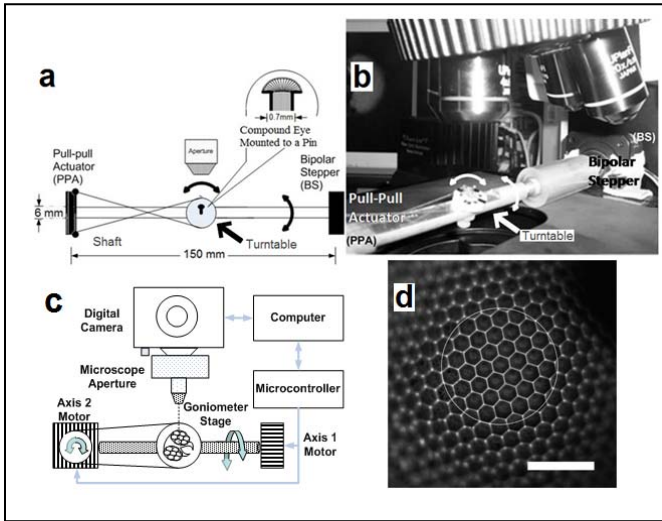 a
0.7mm
Compound Eye
Mounted to a Pin
Aperture
Pull-pull
Actuator
(PPA)
Bipolar
Stepper
(BS)
6 mm
Shaft
Turntable
150 mm
b
UPlan
JAPAN
(BS)
Bipolar
Stepper
Pull-Pull
Actuator
(PPA)
Turntable
c
Digital
Camera
Computer
Microscope
Aperture
Microcontroller
Axis 2
Motor
Goniometer
Stage
Axis 1
Motor
d